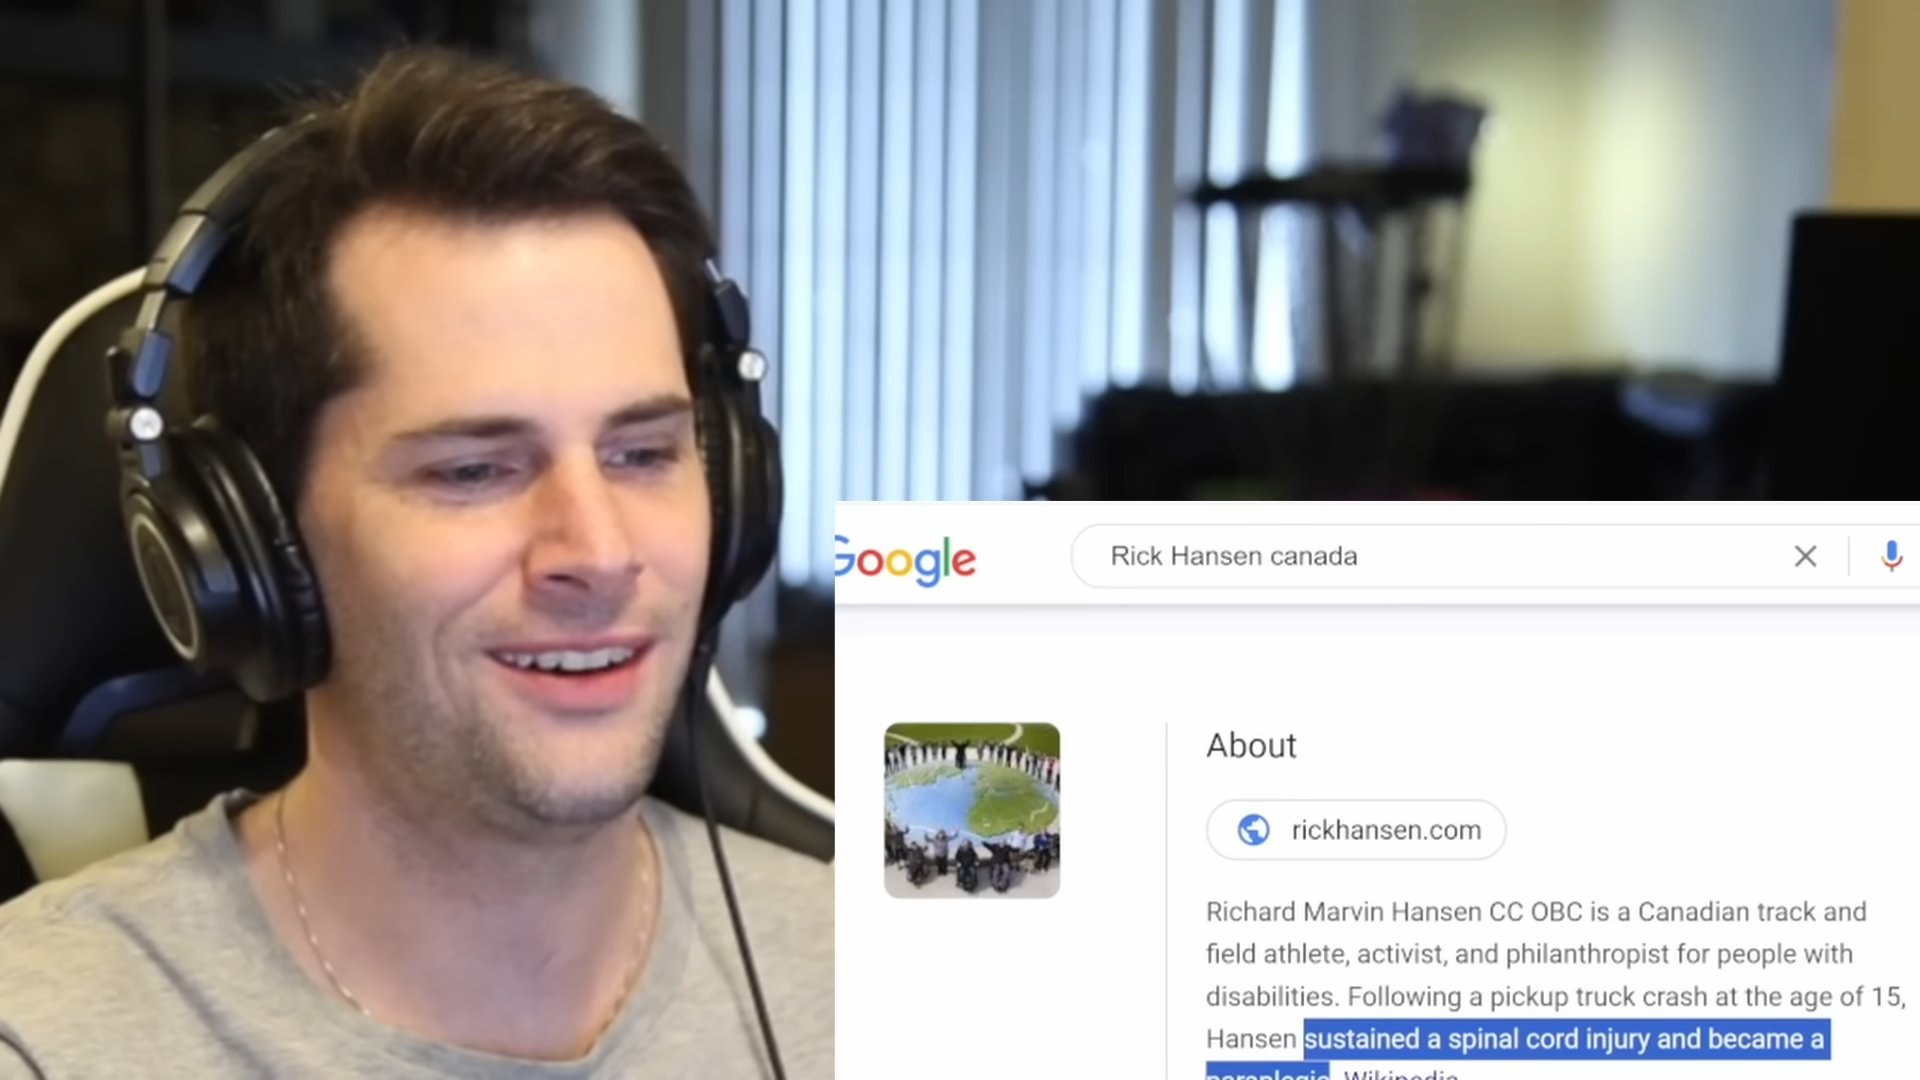 Google
Rick Hansen canada
About
rickhansen.com
Richard Marvin Hansen CC OBC is a Canadian track and
field athlete, activist, and philanthropist for people with
disabilities. Following a pickup truck crash at the age of 15,
Hansen sustained a spinal cord injury and became a
paraplegic. Wikipedia